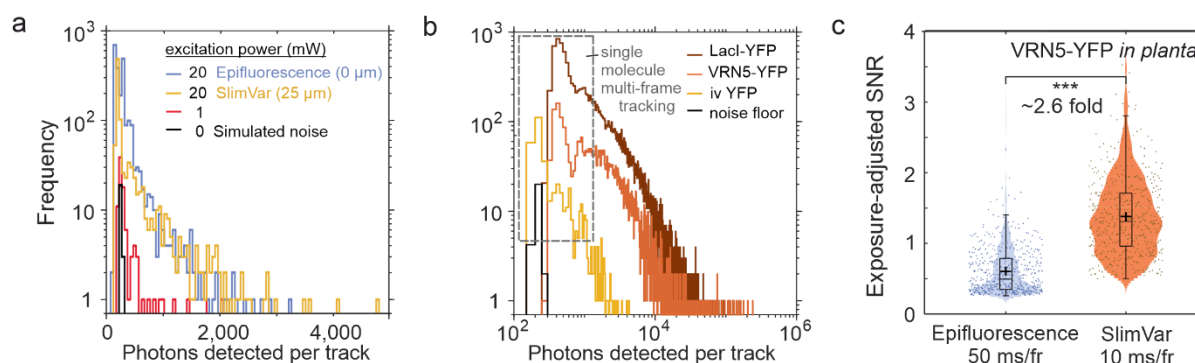 a
10³
10²
10
1
Frequency
0
2,000
4,000
Photons detected per track
excitation power (mW)
20 Epifluorescence (0 µm)
20 SlimVar (25 µm)
1
0 Simulated noise
b
10³
10²
10
1
10²
10⁴
10⁶
Photons detected per track
single
molecule
multi-frame
tracking
LacI-YFP
VRN5-YFP
iv YFP
noise floor
c
VRN5-YFP in planta
***
~2.6 fold
Exposure-adjusted SNR
4
3
2
1
0
Epifluorescence
50 ms/fr
SlimVar
10 ms/fr